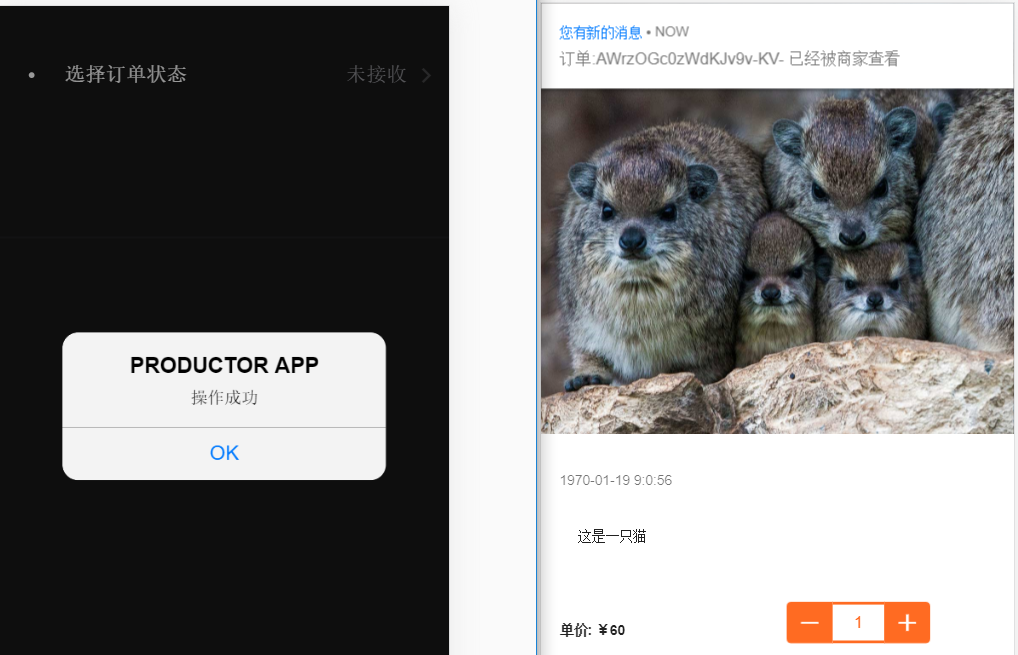 选择订单状态 未接收
PRODUCTOR APP
操作成功
OK
您有新的消息 • NOW
订单:AWrzOGc0zWdKJv9v-KV- 已经被商家查看
1970-01-19 9:0:56
这是一只猫
单价: ¥60
1